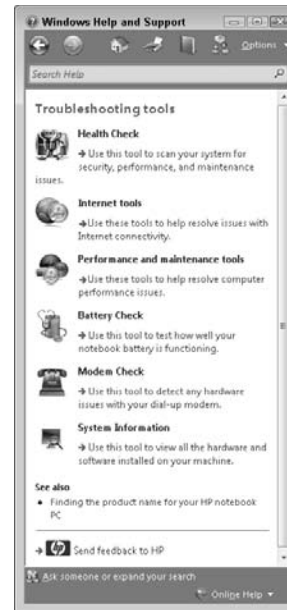 Windows Help and Support
Options
Search Help
Troubleshooting tools
Health Check
Use this tool to scan your system for
security, performance, and maintenance
issues.
Internet tools
Use these tools to help resolve issues with
Internet connectivity.
Performance and maintenance tools
Use these tools to help resolve computer
performance issues.
Battery Check
Use this tool to test how well your
notebook battery is functioning.
Modem Check
Use this tool to detect any hardware
issues with your dial-up modem.
System Information
Use this tool to view all the hardware and
software installed on your machine.
See also
Finding the product name for your HP notebook
PC
hp Send feedback to HP
Ask someone or expand your search
Online Help